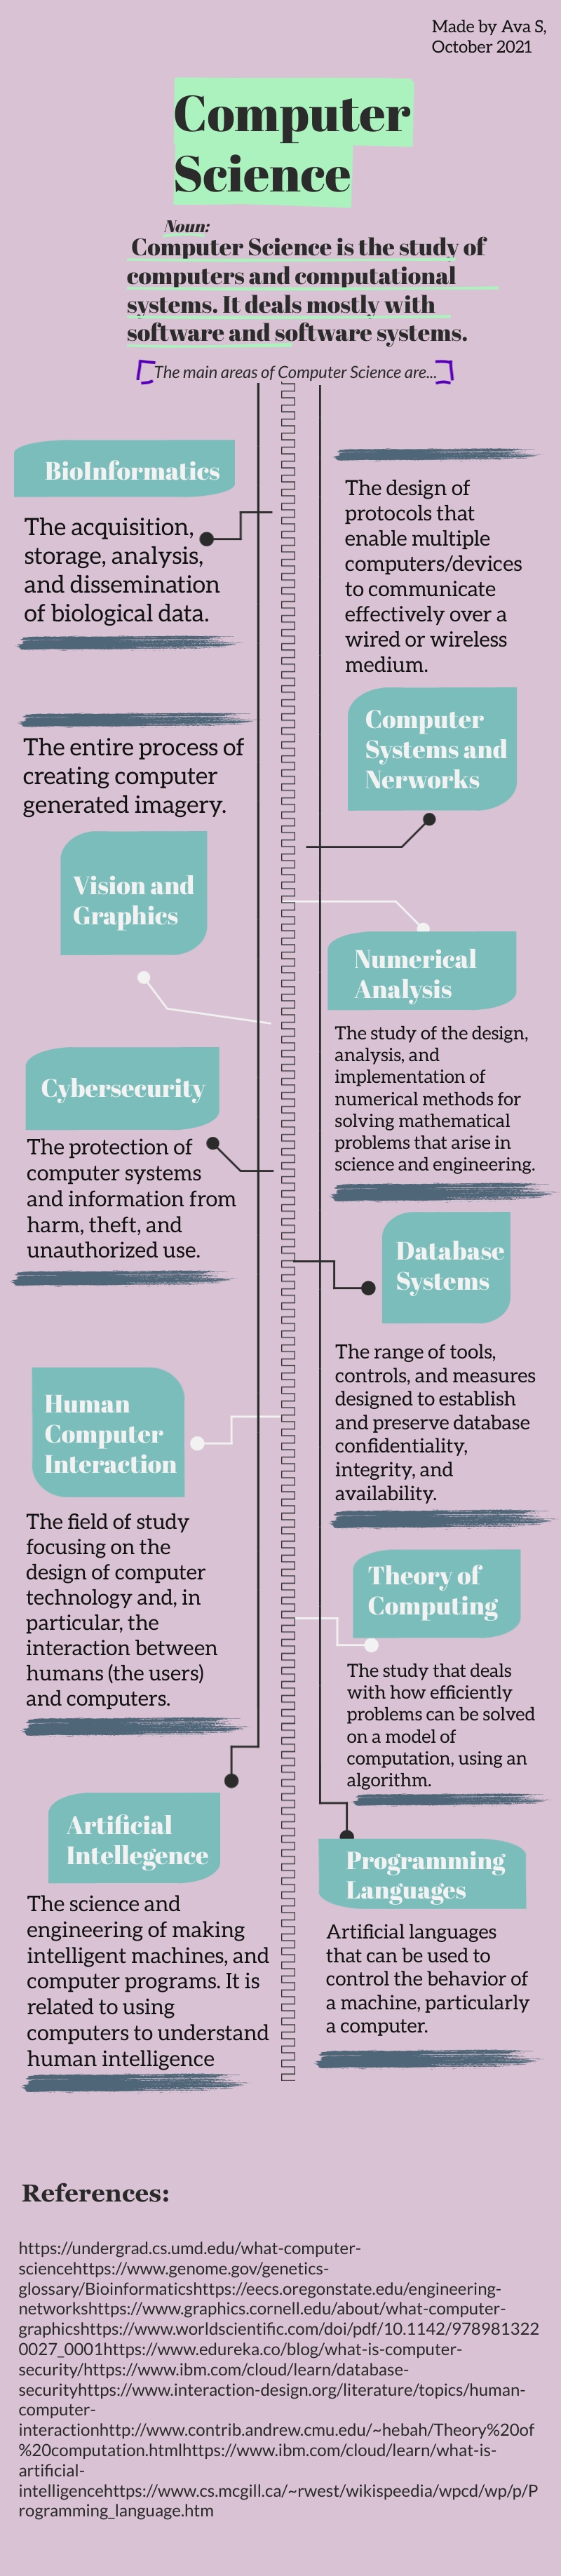 Made by Ava S,
October 2021
Computer
Science
Noun:
Computer Science is the study of
computers and computational
systems. It deals mostly with
software and software systems.
The main areas of Computer Science are...
BioInformatics
The acquisition,
storage, analysis,
and dissemination
of biological data.
The design of
protocols that
enable multiple
computers/devices
to communicate
effectively over a
wired or wireless
medium.
Computer
Systems and
Nerworks
The entire process of
creating computer
generated imagery.
Vision and
Graphics
Numerical
Analysis
The study of the design,
analysis, and
implementation of
numerical methods for
solving mathematical
problems that arise in
science and engineering.
Cybersecurity
The protection of
computer systems
and information from
harm, theft, and
unauthorized use.
Database
Systems
The range of tools,
controls, and measures
designed to establish
and preserve database
confidentiality,
integrity, and
availability.
Human
Computer
Interaction
The field of study
focusing on the
design of computer
technology and, in
particular, the
interaction between
humans (the users)
and computers.
Theory of
Computing
The study that deals
with how efficiently
problems can be solved
on a model of
computation, using an
algorithm.
Artificial
Intellegence
The science and
engineering of making
intelligent machines, and
computer programs. It is
related to using
computers to understand
human intelligence
Programming
Languages
Artificial languages
that can be used to
control the behavior of
a machine, particularly
a computer.
References:
https://undergrad.cs.umd.edu/what-computer-
sciencehttps://www.genome.gov/genetics-
glossary/Bioinformaticshttps://eecs.oregonstate.edu/engineering-
networkshttps://www.graphics.cornell.edu/about/what-computer-
graphicshttps://www.worldscientific.com/doi/pdf/10.1142/978981322
0027_0001https://www.edureka.co/blog/what-is-computer-
security/https://www.ibm.com/cloud/learn/database-
securityhttps://www.interaction-design.org/literature/topics/human-
computer-
interactionhttp://www.contrib.andrew.cmu.edu/~hebah/Theory%20of
%20computation.htmlhttps://www.ibm.com/cloud/learn/what-is-
artificial-
intelligencehttps://www.cs.mcgill.ca/~rwest/wikispeedia/wpcd/wp/p/P
rogramming_language.htm